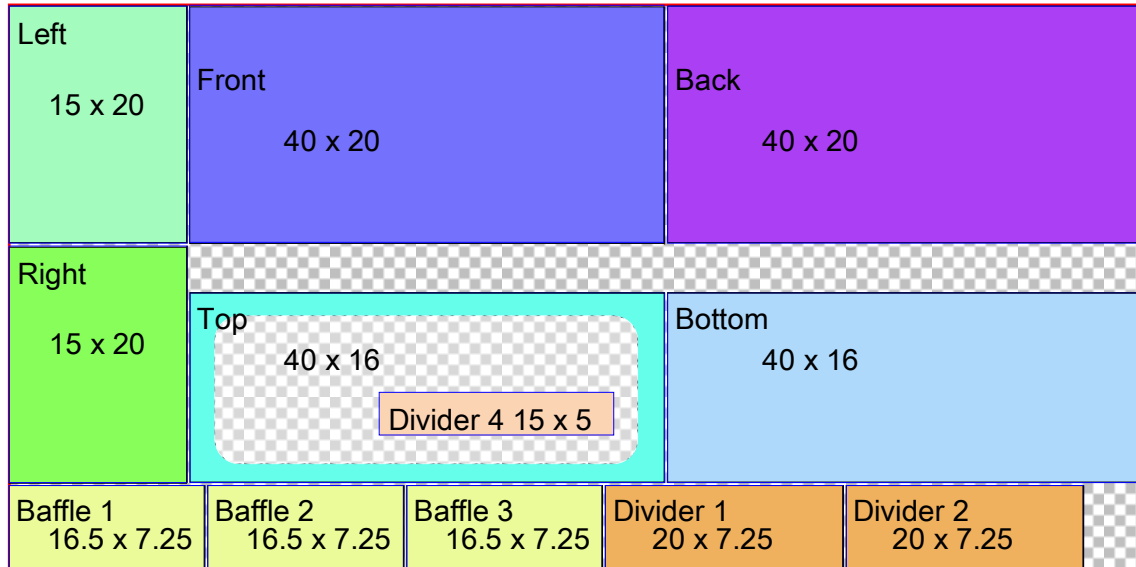 Left
15 x 20
Front
40 x 20
Back
40 x 20
Right
15 x 20
Top
40 x 16
Divider 4 15 x 5
Bottom
40 x 16
Baffle 1
16.5 x 7.25
Baffle 2
16.5 x 7.25
Baffle 3
16.5 x 7.25
Divider 1
20 x 7.25
Divider 2
20 x 7.25